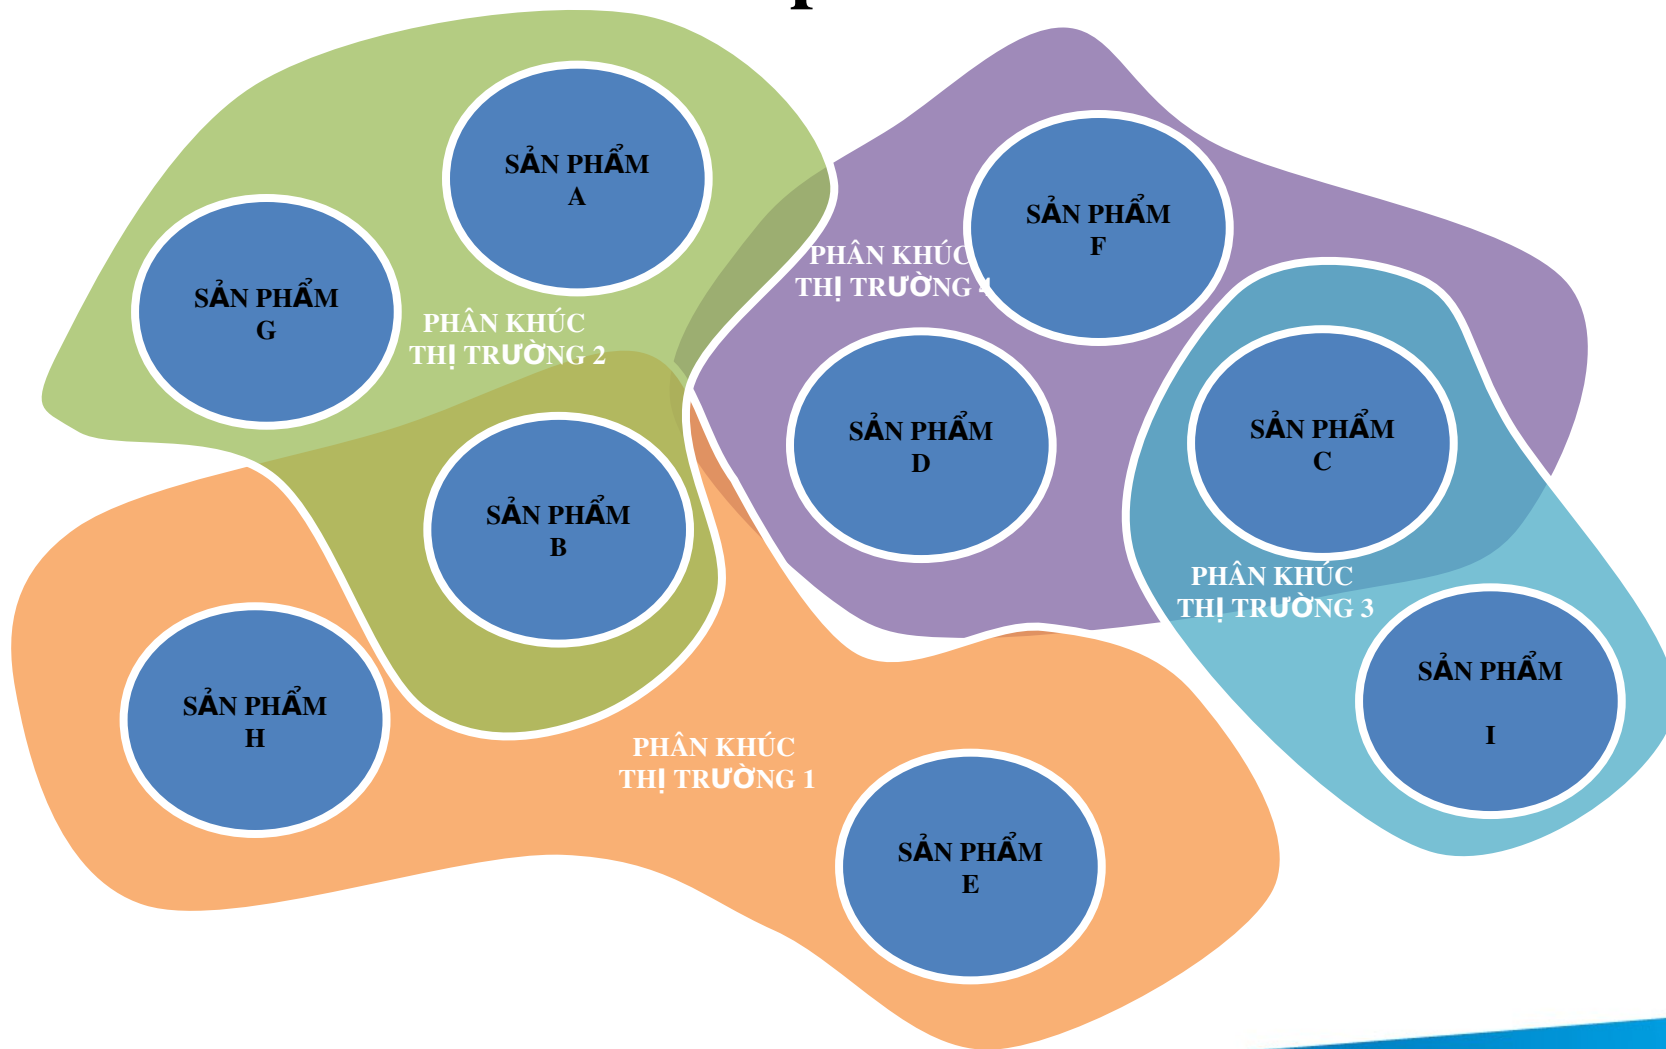 SẢN PHẨM
A
SẢN PHẨM
F
PHÂN KHÚC
THỊ TRƯỜNG 4
SẢN PHẨM
G
PHÂN KHÚC
THỊ TRƯỜNG 2
SẢN PHẨM
D
SẢN PHẨM
C
SẢN PHẨM
B
PHÂN KHÚC
THỊ TRƯỜNG 3
SẢN PHẨM
I
SẢN PHẨM
H
PHÂN KHÚC
THỊ TRƯỜNG 1
SẢN PHẨM
E